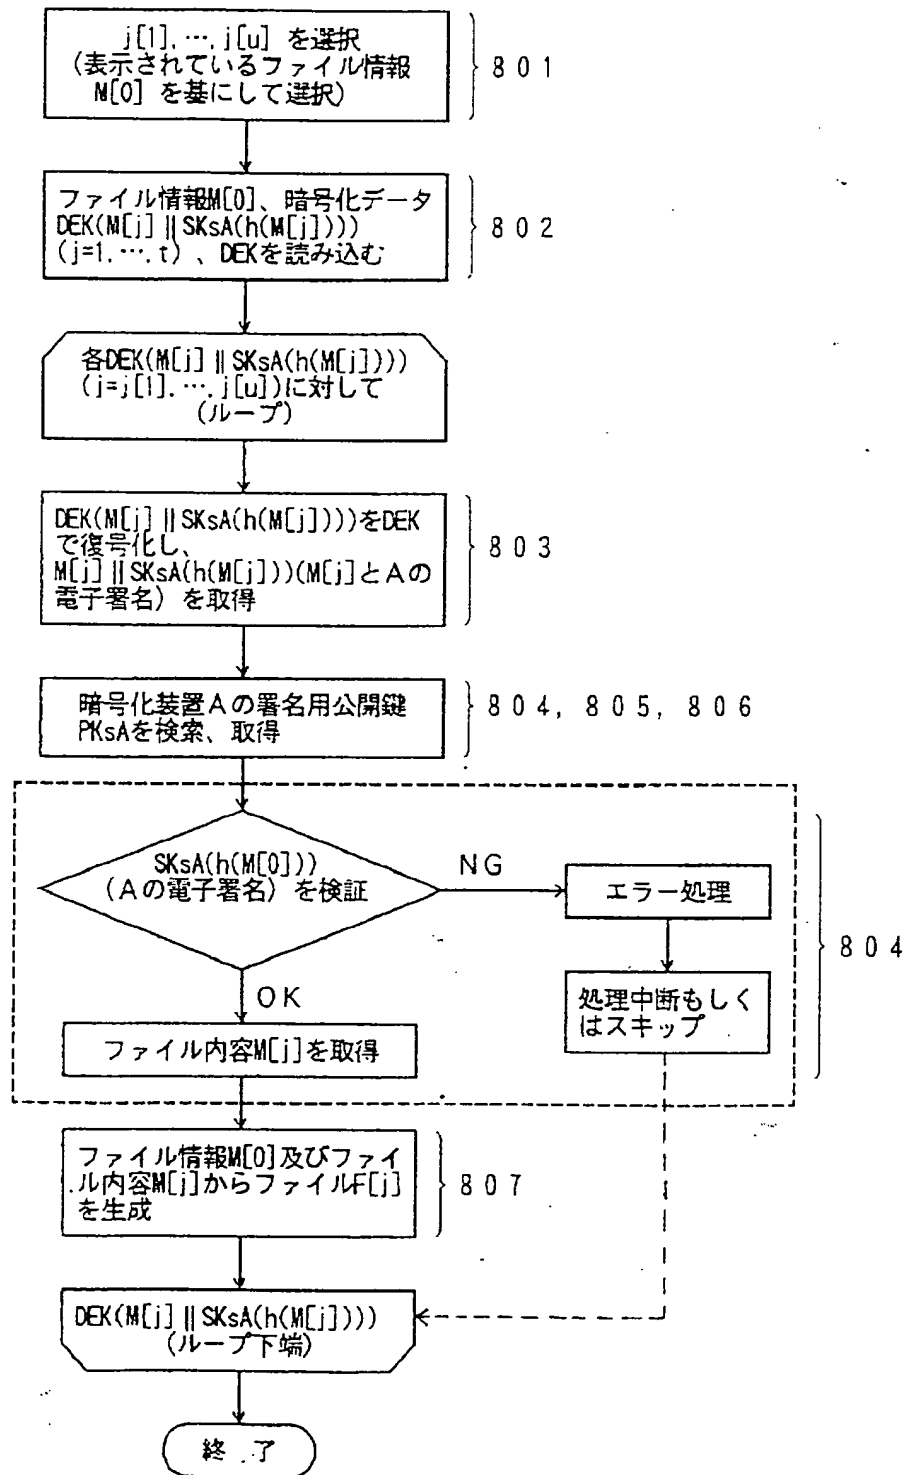 j[1],…,j[u] を選択
(表示されているファイル情報
M[0] を基にして選択)
801
ファイル情報M[0]、暗号化データ
DEK(M[j]∥SKsA(h(M[j])))
(j=1,…,t) 、DEKを読み込む
802
各DEK(M[j]∥SKsA(h(M[j])))
(j=j[1],…,j[u])に対して
(ループ)
DEK(M[j]∥SKsA(h(M[j])))をDEK
で復号化し、
M[j]∥SKsA(h(M[j]))(M[j]とAの
電子署名) を取得
803
暗号化装置Aの署名用公開鍵
PKsAを検索、取得
804, 805, 806
SKsA(h(M[0]))
(Aの電子署名) を検証
NG
エラー処理
処理中断もしく
はスキップ
804
OK
ファイル内容M[j]を取得
ファイル情報M[0]及びファイ
ル内容M[j]からファイルF[j]
を生成
807
DEK(M[j]∥SKsA(h(M[j])))
(ループ下端)
終 了